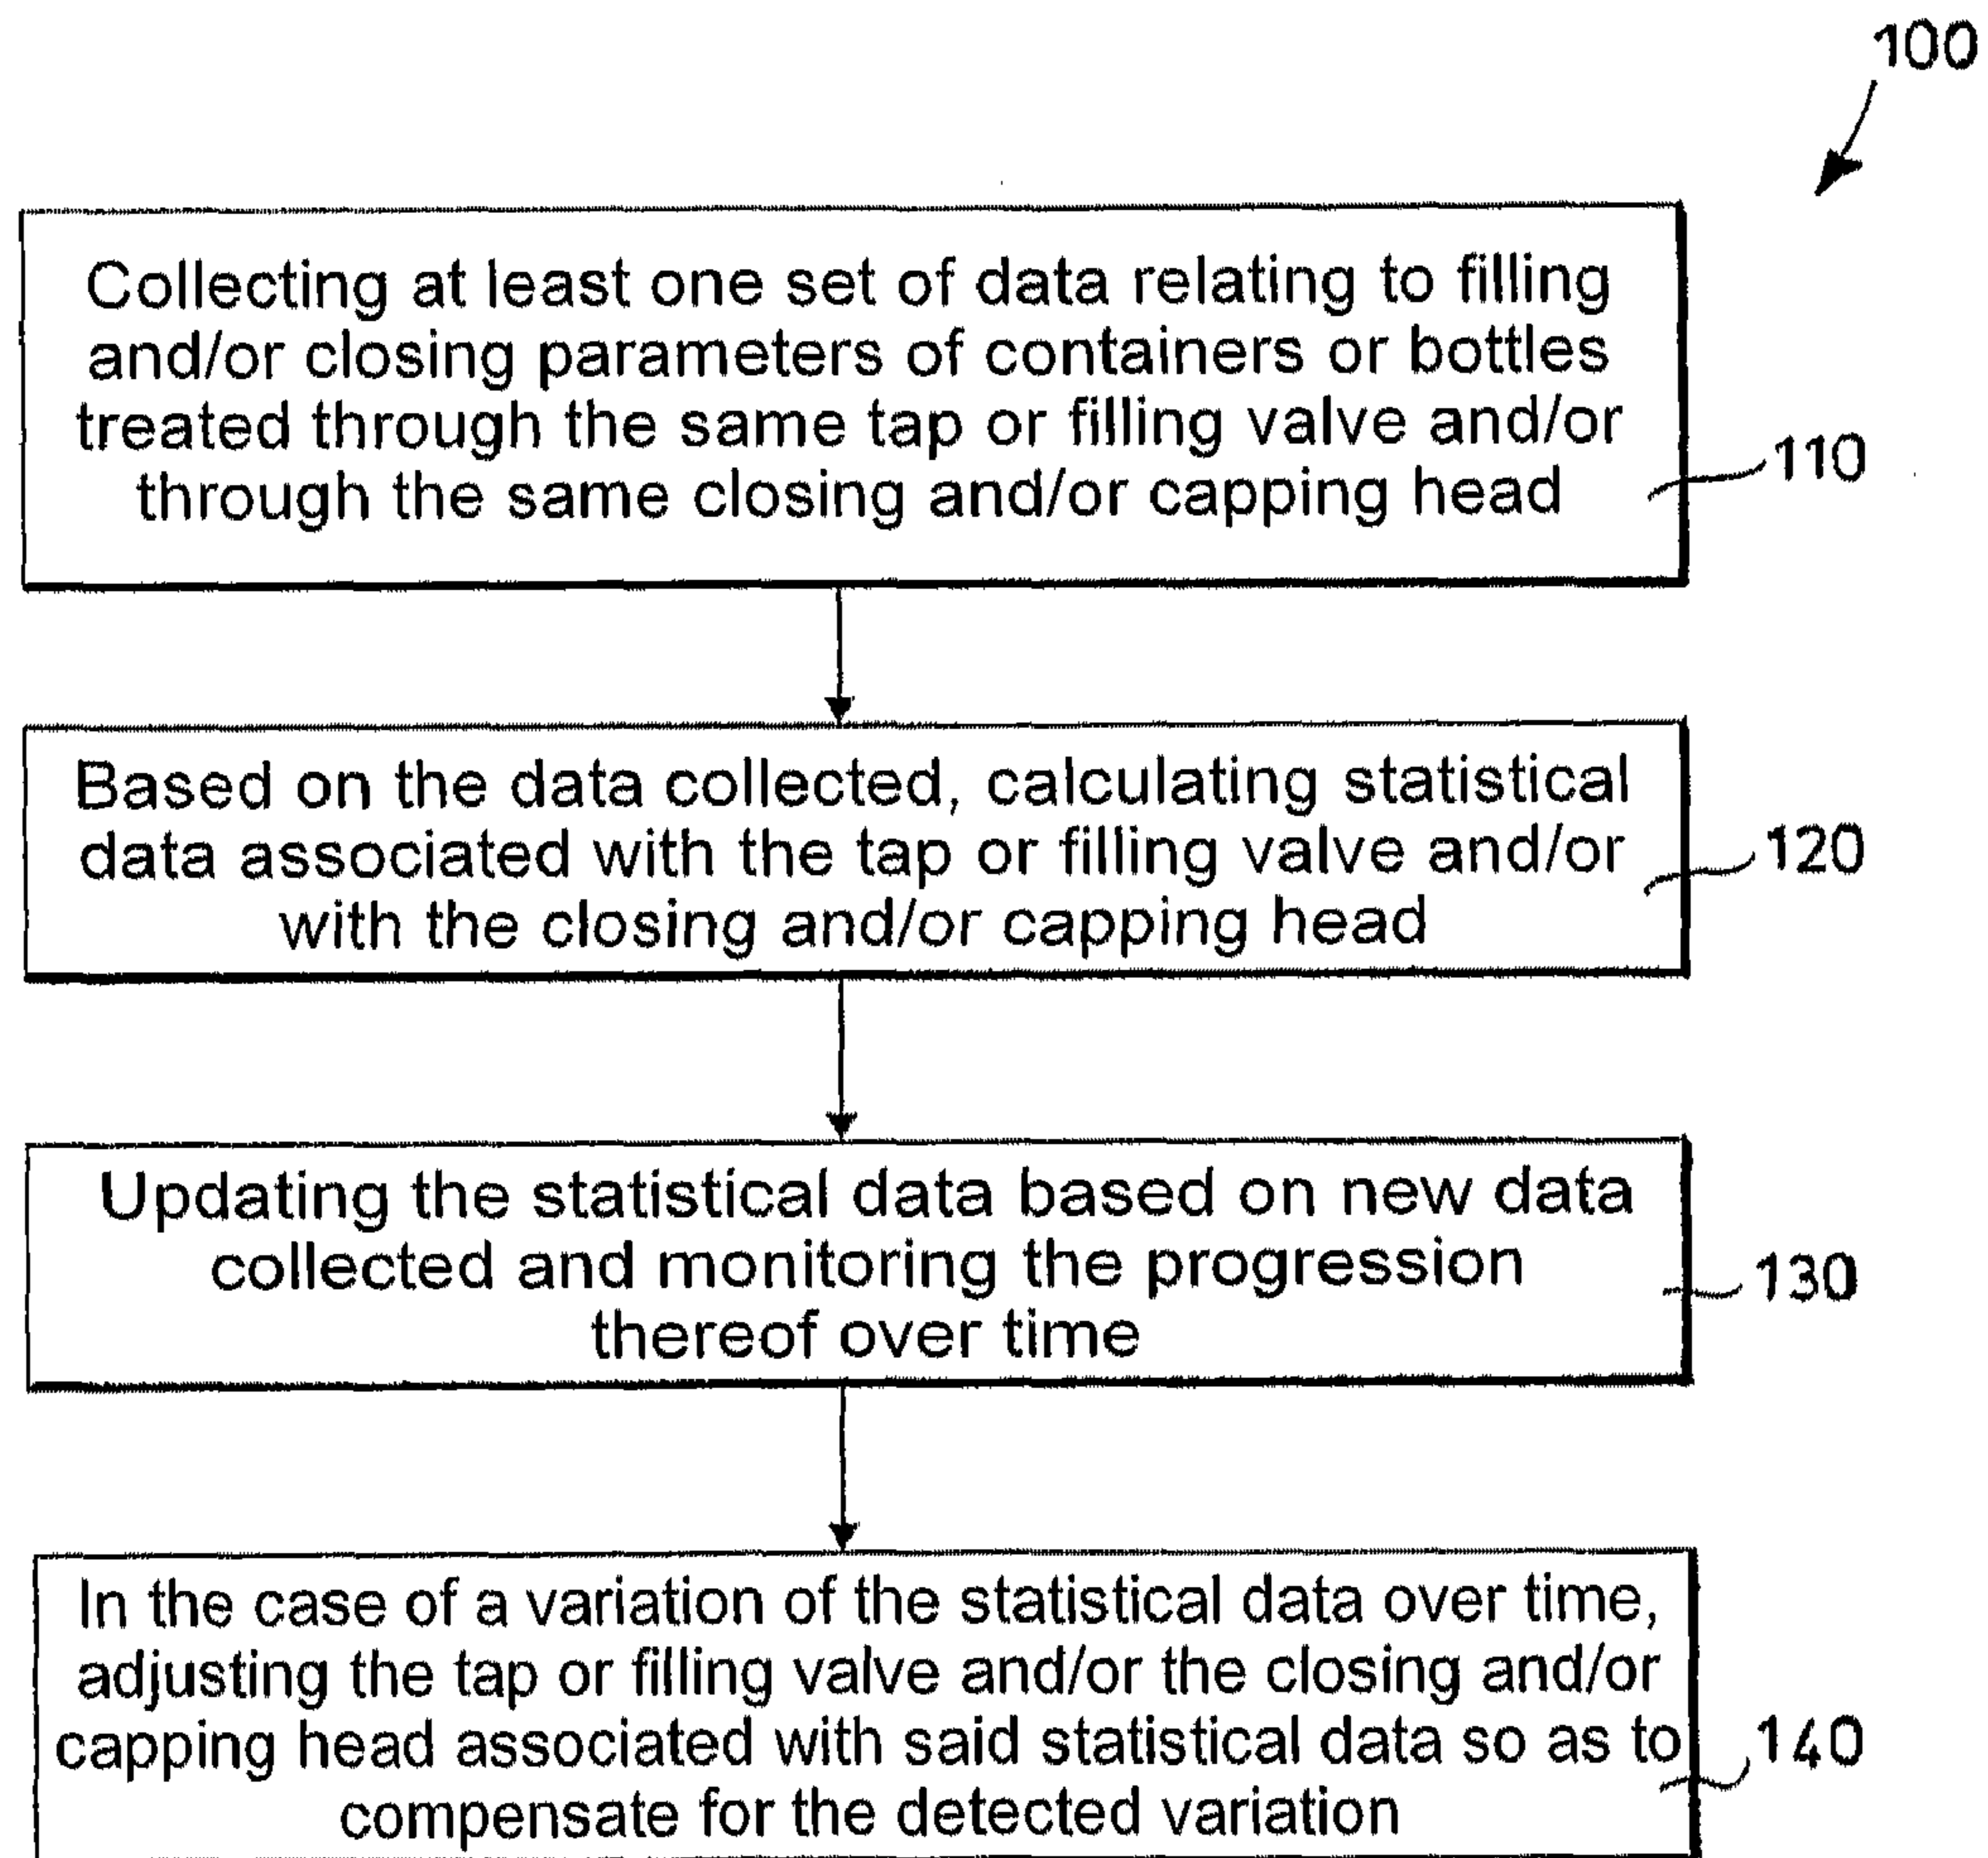 100
Collecting at least one set of data relating to filling
and/or closing parameters of containers or bottles
treated through the same tap or filling valve and/or
through the same closing and/or capping head
110
Based on the data collected, calculating statistical
data associated with the tap or filling valve and/or
with the closing and/or capping head
120
Updating the statistical data based on new data
collected and monitoring the progression
thereof over time
130
In the case of a variation of the statistical data over time,
adjusting the tap or filling valve and/or the closing and/or
capping head associated with said statistical data so as to
compensate for the detected variation
140